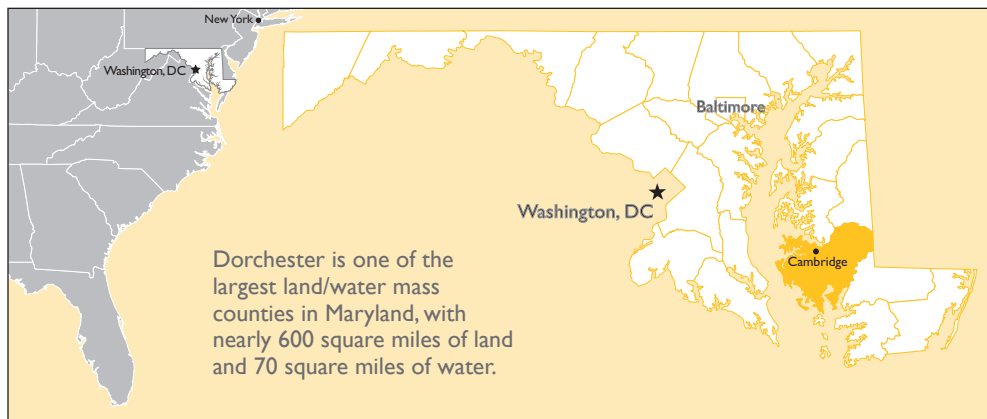 New York
Washington, DC
Baltimore
Washington, DC
Cambridge
Dorchester is one of the
largest land/water mass
counties in Maryland, with
nearly 600 square miles of land
and 70 square miles of water.